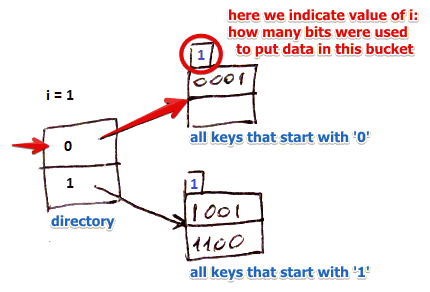 here we indicate value of i:
how many bits were used
to put data in this bucket
1
0001
i = 1
all keys that start with '0'
0
1
directory
1
1001
1100
all keys that start with '1'